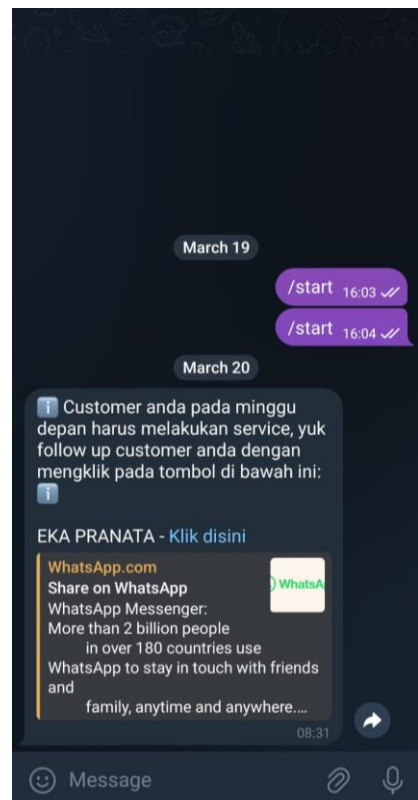 March 19
/start 16:03
/start 16:04
March 20
i Customer anda pada minggu
depan harus melakukan service, yuk
follow up customer anda dengan
mengklik pada tombol di bawah ini:
i
EKA PRANATA - Klik disini
WhatsApp.com
Share on WhatsApp
WhatsApp Messenger:
More than 2 billion people
in over 180 countries use
WhatsApp to stay in touch with friends
and
family, anytime and anywhere....
WhatsA
08:31
Message